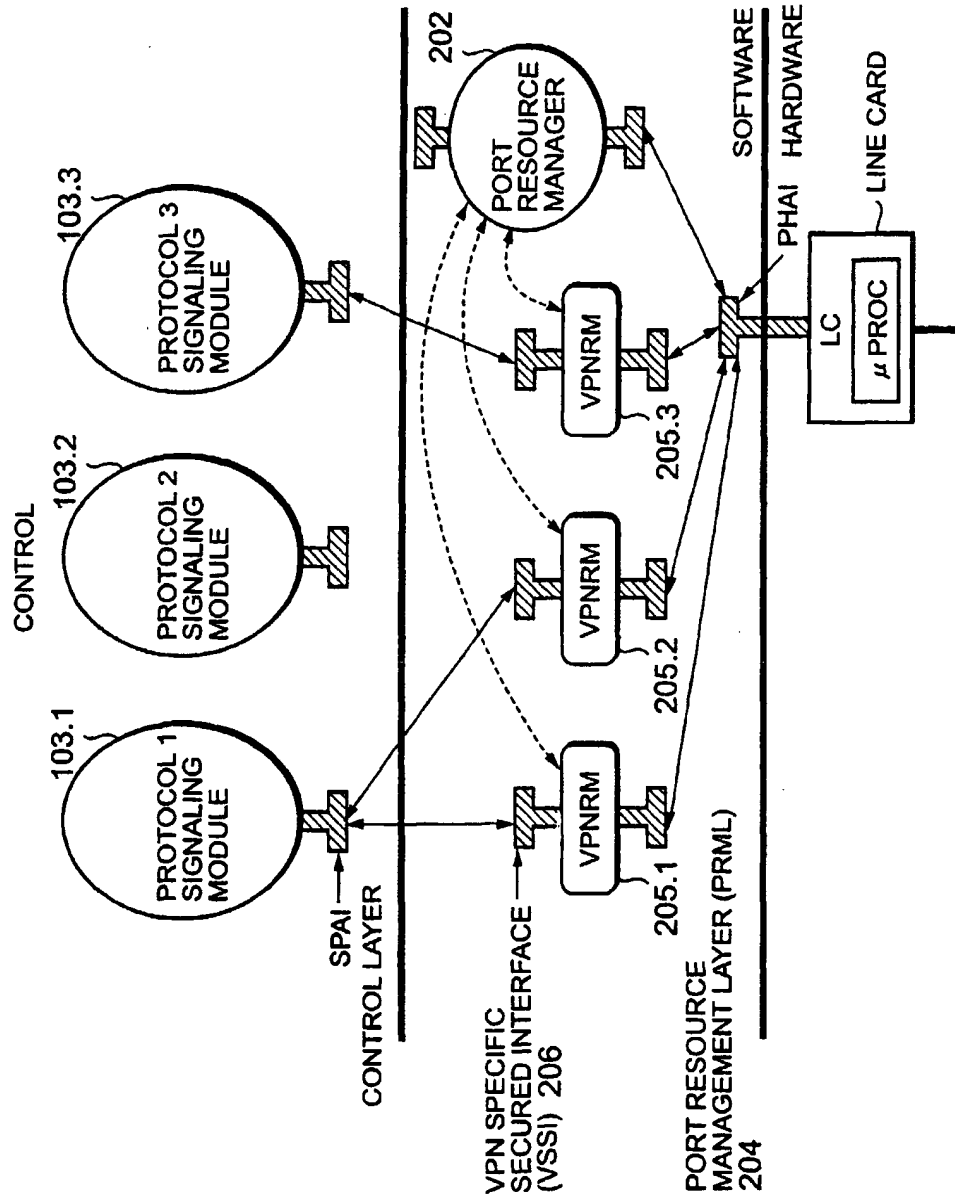 CONTROL
103.1
PROTOCOL 1
SIGNALING
MODULE
103.2
PROTOCOL 2
SIGNALING
MODULE
103.3
PROTOCOL 3
SIGNALING
MODULE
SPAI
CONTROL LAYER
202
PORT
RESOURCE
MANAGER
VPN SPECIFIC
SECURED INTERFACE
(VSSI) 206
VPNRM
205.1
VPNRM
205.2
VPNRM
205.3
PORT RESOURCE
MANAGEMENT LAYER (PRML)
204
SOFTWARE
PHAI
HARDWARE
LC
μ PROC
LINE CARD